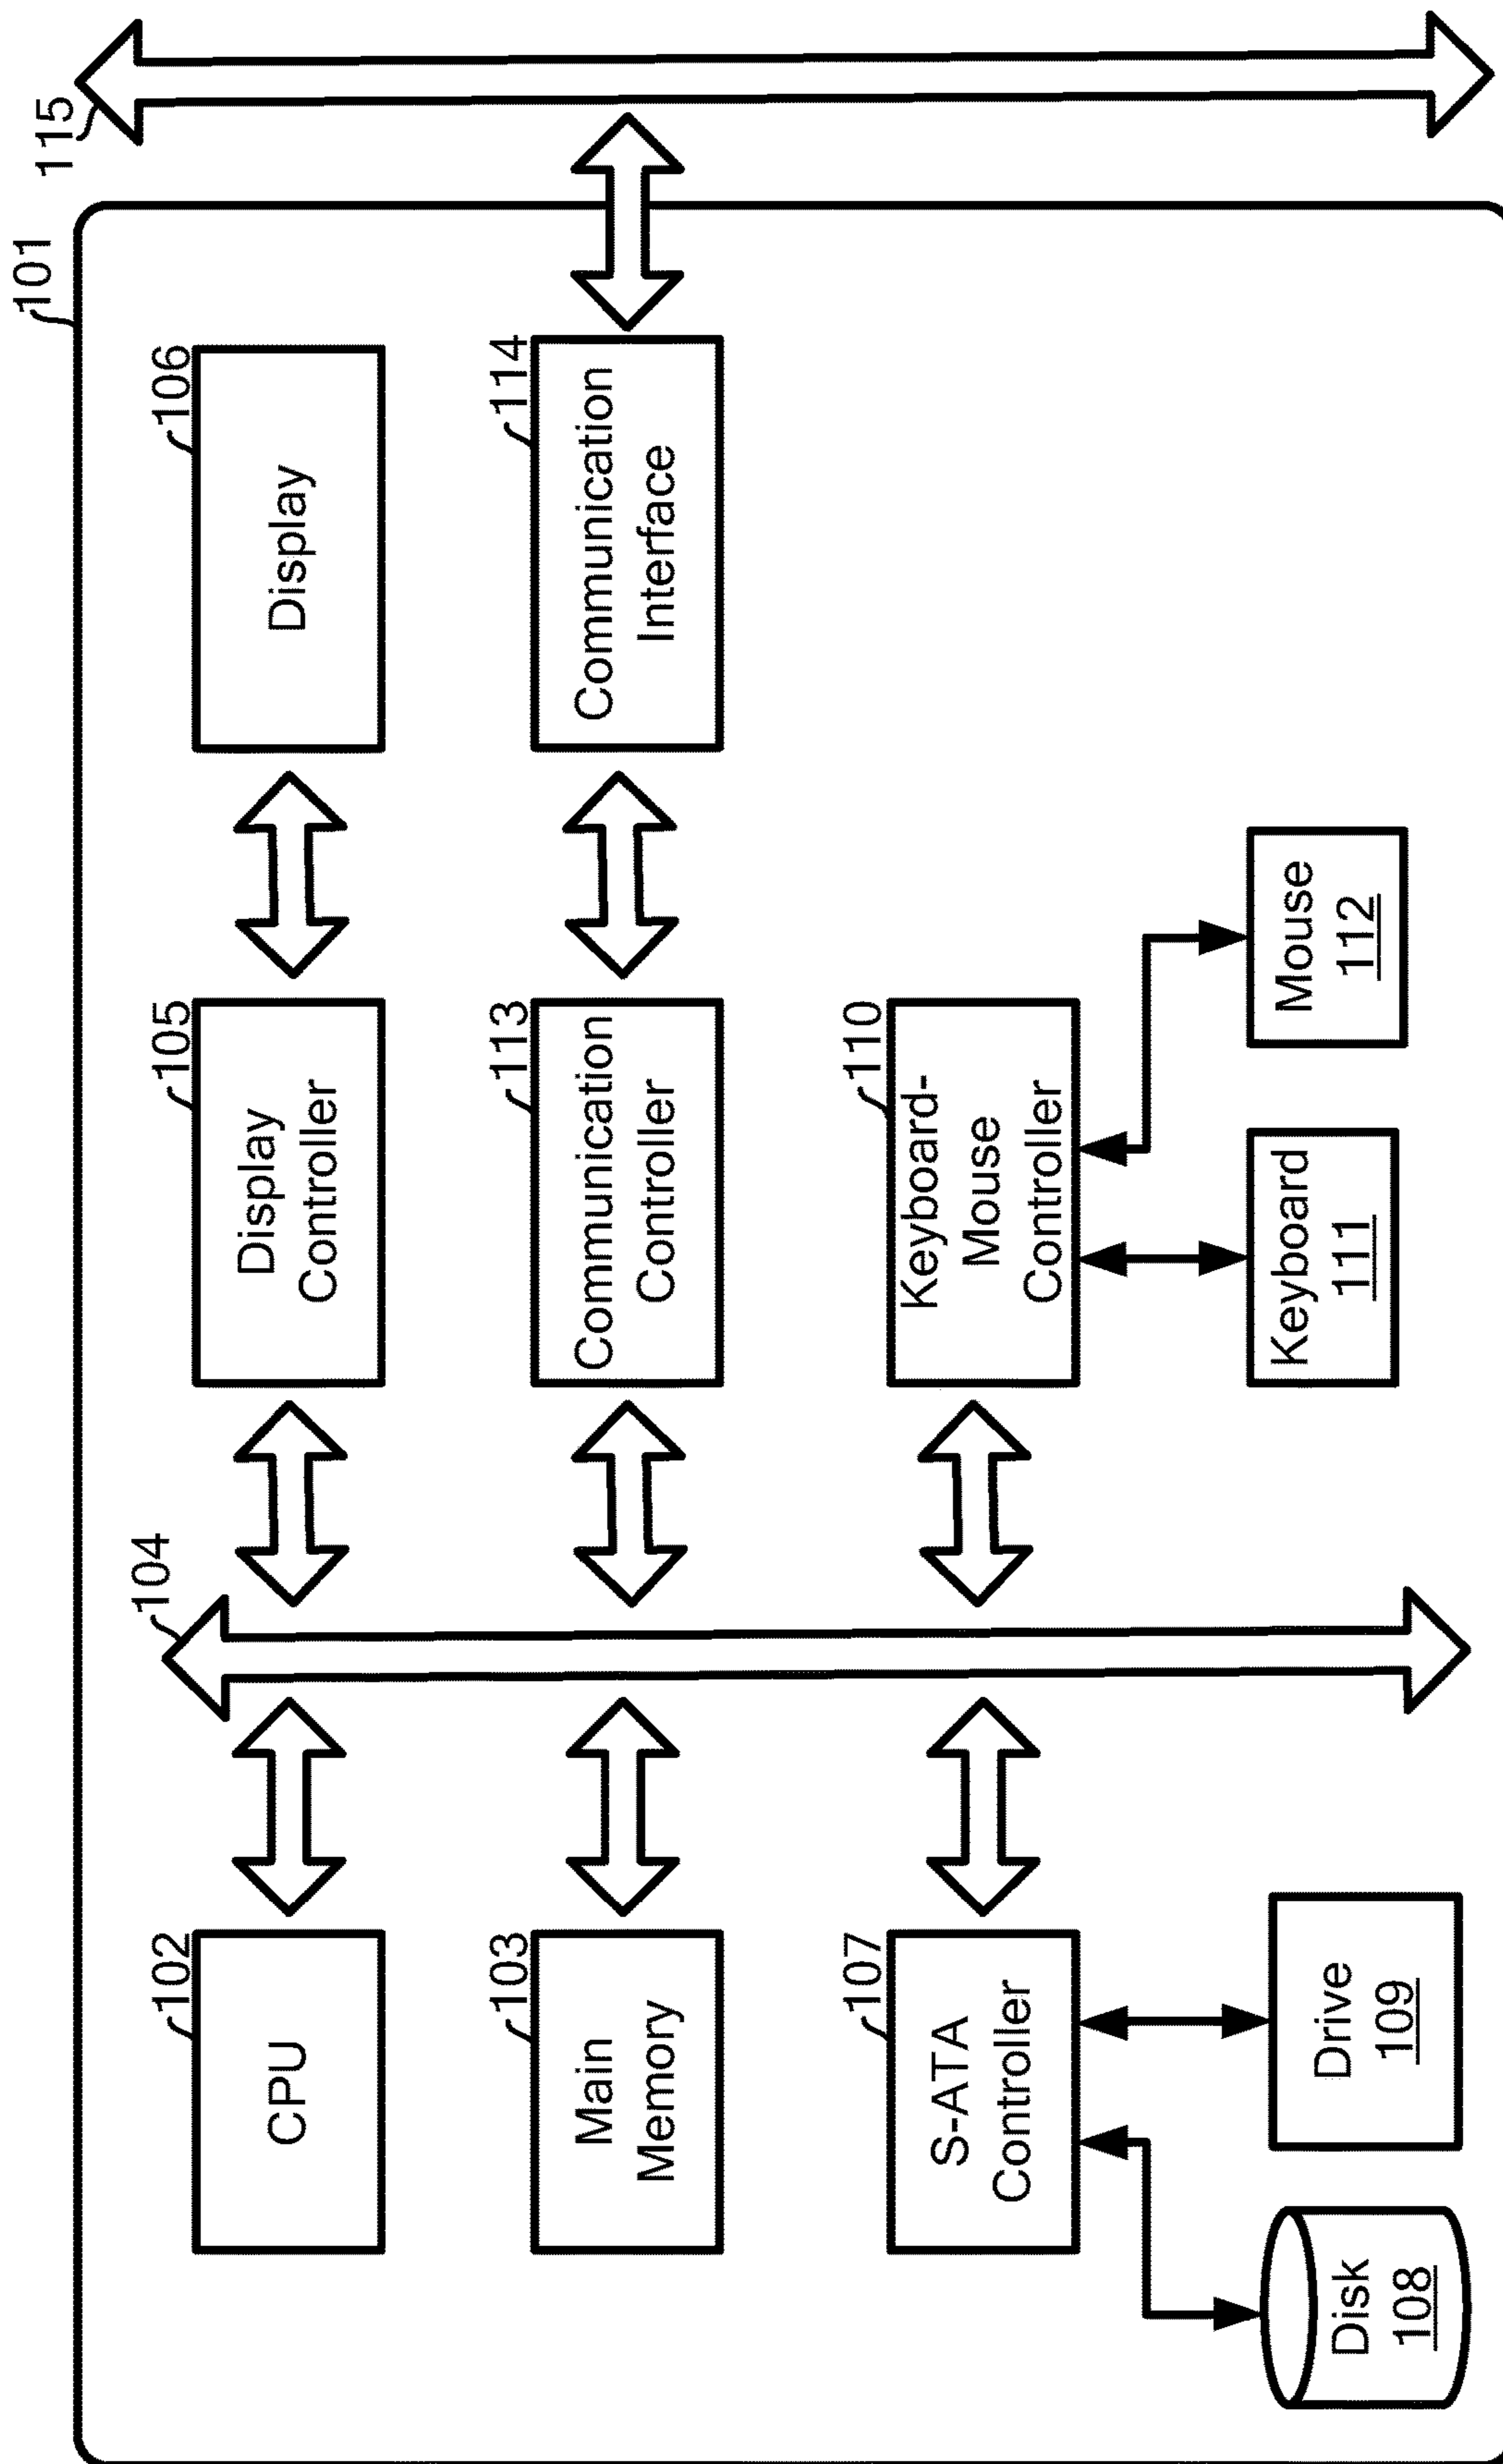 101
115
102
CPU
104
105
Display
Controller
106
Display
103
Main
Memory
113
Communication
Controller
114
Communication
Interface
107
S-ATA
Controller
110
Keyboard-
Mouse
Controller
Disk
108
Drive
109
Keyboard
111
Mouse
112